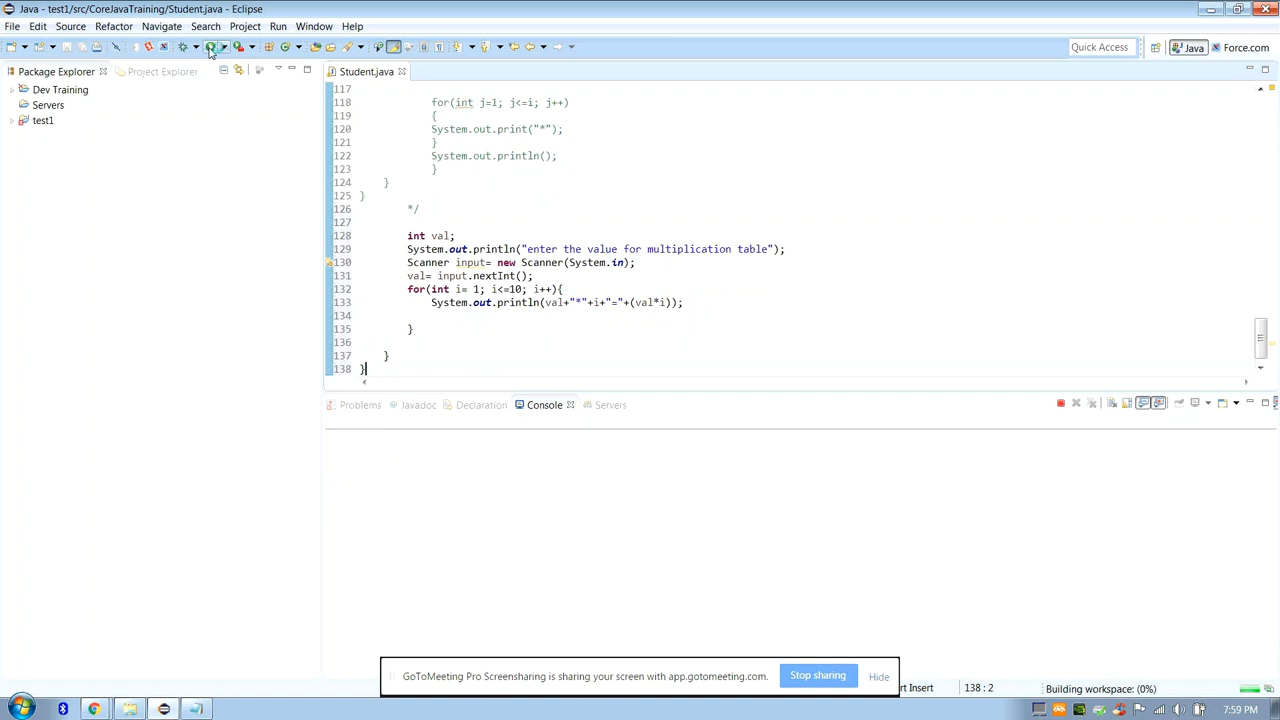 Java - test1/src/CoreJavaTraining/Student.java - Eclipse
File Edit Source Refactor Navigate Search Project Run Window Help
Quick Access Java Force.com
Package Explorer Project Explorer
Student.java
Dev Training
Servers
test1
117
118 for(int j=1; j<=i; j++)
119 {
120 System.out.print("*");
121 }
122 System.out.println();
123 }
124 }
125 }
126 */
127
128 int val;
129 System.out.println("enter the value for multiplication table");
130 Scanner input= new Scanner(System.in);
131 val= input.nextInt();
132 for(int i= 1; i<=10; i++){
133 System.out.println(val+"*"+i+"="+(val*i));
134
135 }
136
137 }
138 }
Problems Javadoc Declaration Console Servers
GoToMeeting Pro Screensharing is sharing your screen with app.gotomeeting.com. Stop sharing Hide
rt Insert 138 : 2 Building workspace: (0%)
7:59 PM